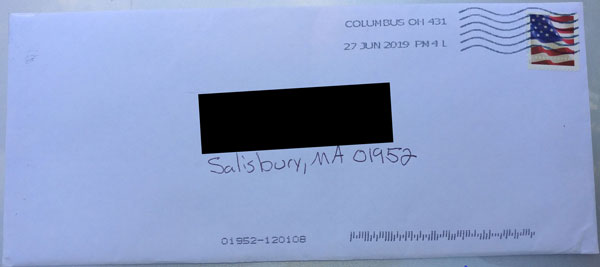 COLUMBUS OH 431
27 JUN 2019 PM 4 L
Salisbury, MA 01952
01952-120108